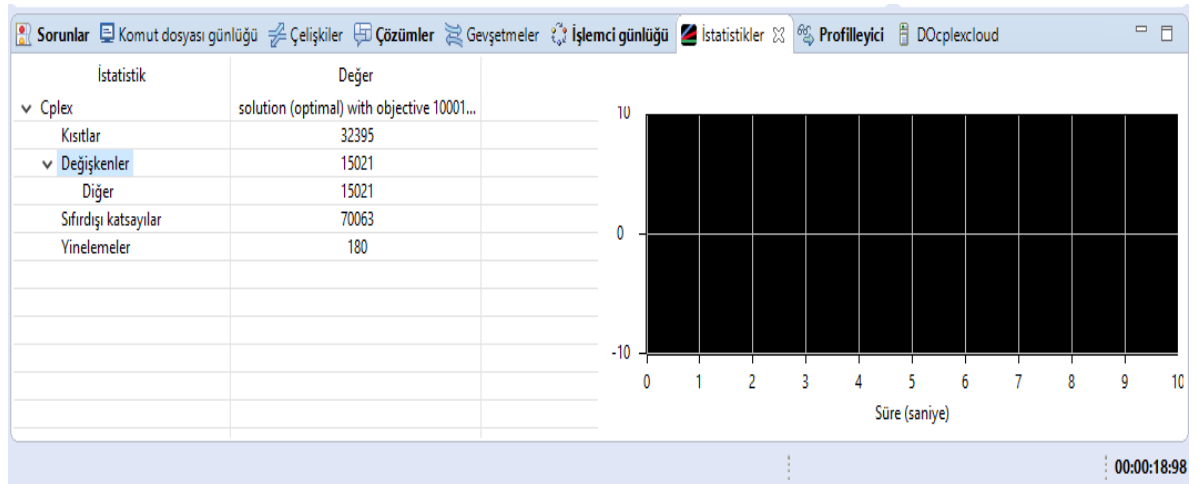 Sorunlar Komut dosyası günlüğü Çelişkiler Çözümler Gevşetmeler İşlemci günlüğü İstatistikler Profilleyici DOcplexcloud
İstatistik Değer
Cplex solution (optimal) with objective 10001...
Kısıtlar 32395
Değişkenler 15021
Diğer 15021
Sıfırdışı katsayılar 70063
Yinelemeler 180
10
0
-10
0 1 2 3 4 5 6 7 8 9 10
Süre (saniye)
00:00:18:98